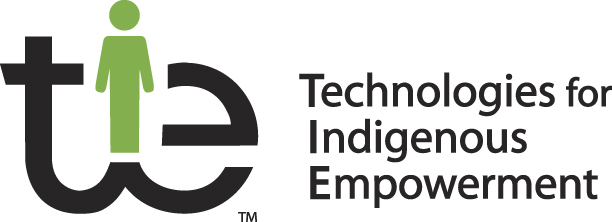 tie
TM
Technologies for
Indigenous
Empowerment